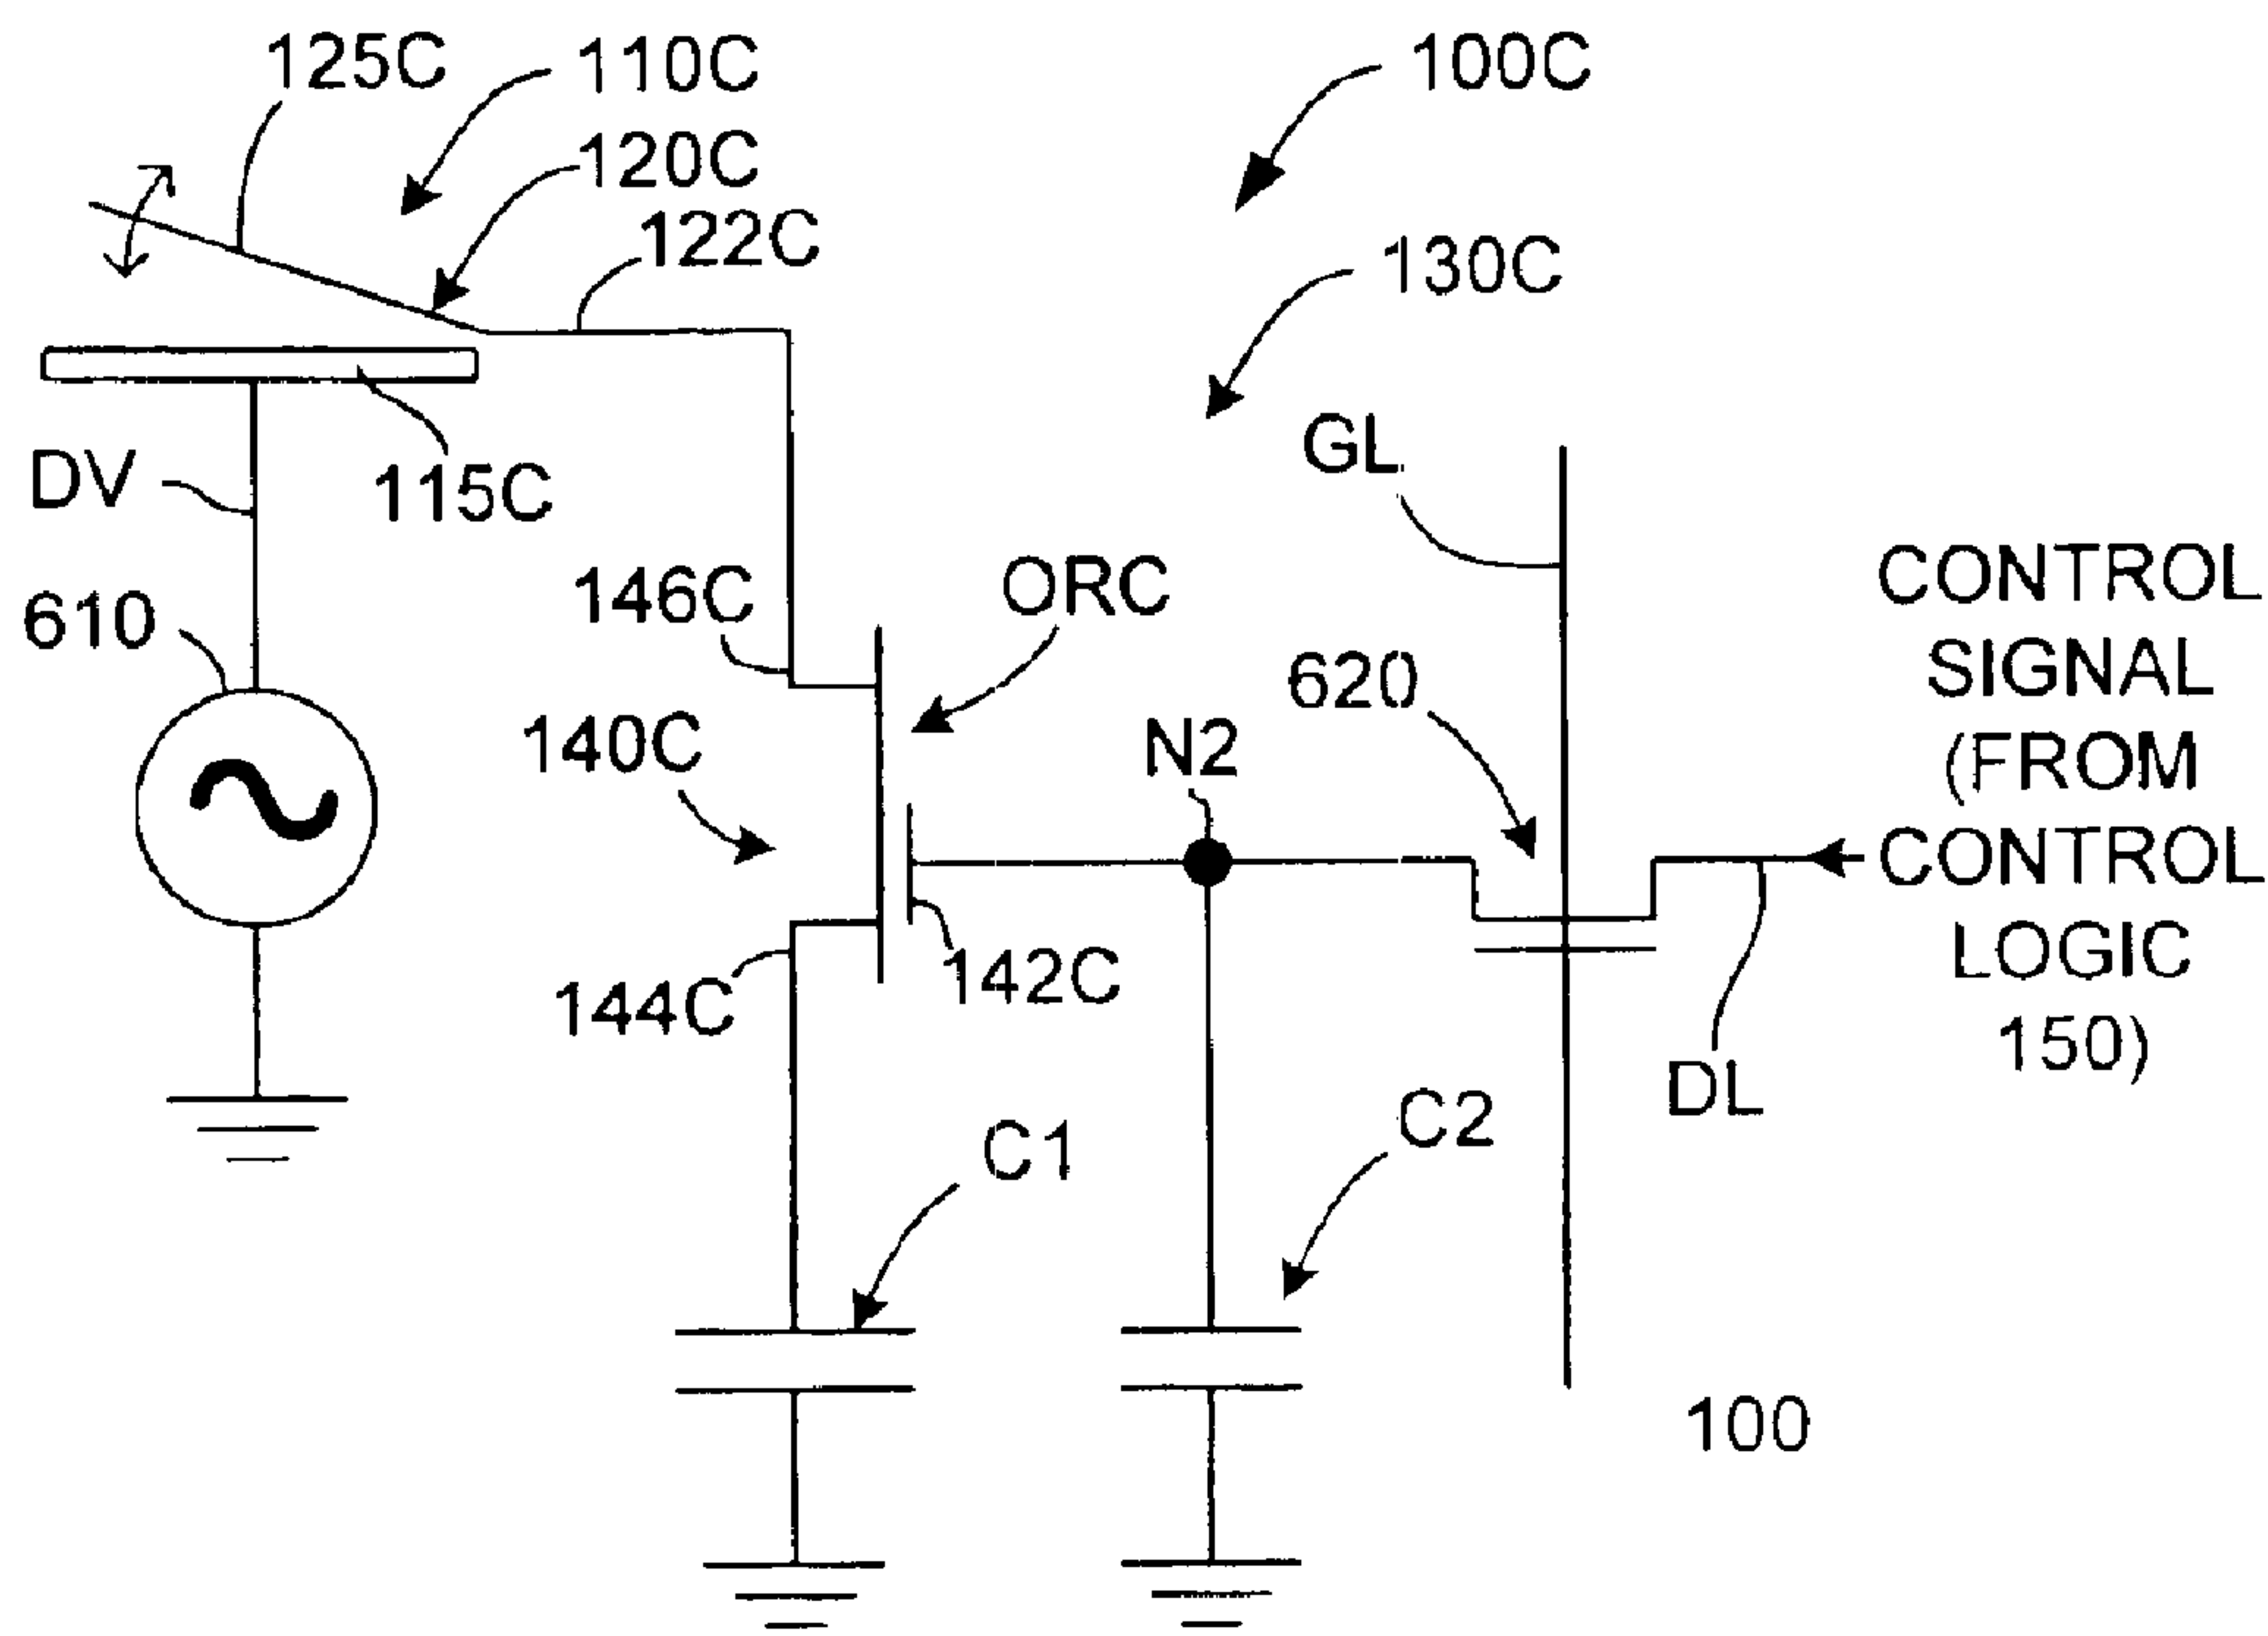 125C
110C
100C
120C
122C
130C
GL
DV
115C
CONTROL
SIGNAL
(FROM
CONTROL
LOGIC
150)
146C
ORC
610
620
140C
N2
142C
144C
DL
C2
C1
100